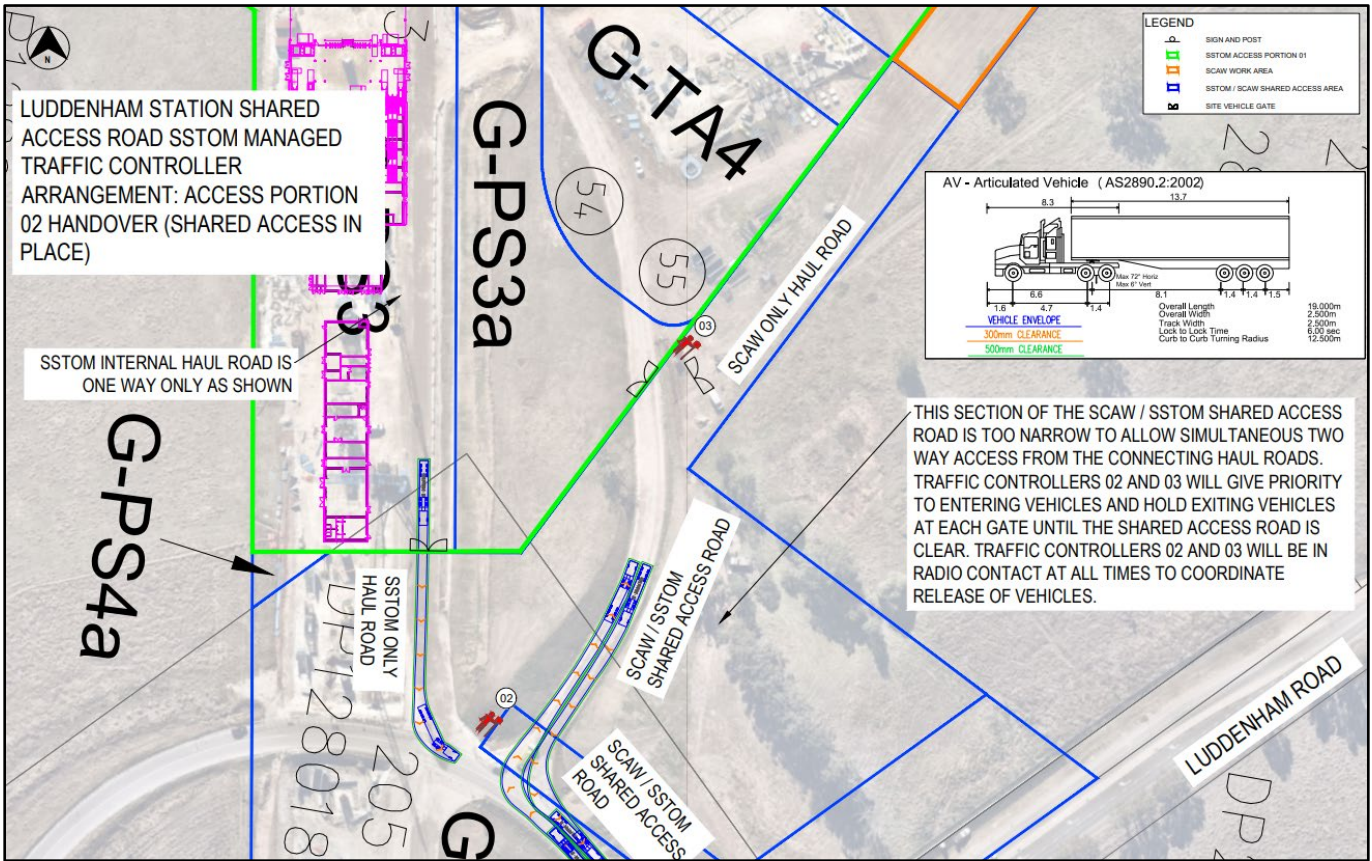 LEGEND
SIGN AND POST
SSTOM ACCESS PORTION 01
SCAW WORK AREA
SSTOM / SCAW SHARED ACCESS AREA
SITE VEHICLE GATE
N
LUDDENHAM STATION SHARED
ACCESS ROAD SSTOM MANAGED
TRAFFIC CONTROLLER
ARRANGEMENT: ACCESS PORTION
02 HANDOVER (SHARED ACCESS IN
PLACE)
G-TA4
G-PS3a
54
55
AV - Articulated Vehicle (AS2890.2:2002)
8.3
13.7
Max 72° Horiz
Max 6° Vert
6.6
8.1
1.4
1.4
1.5
1.6
4.7
1.4
Overall Length 19.000m
Overall Width 2.500m
Track Width 2.500m
Lock to Lock Time 6.00 sec
Curb to Curb Turning Radius 12.500m
VEHICLE ENVELOPE
300mm CLEARANCE
500mm CLEARANCE
SCAW ONLY HAUL ROAD
03
SSTOM INTERNAL HAUL ROAD IS
ONE WAY ONLY AS SHOWN
G-PS4a
THIS SECTION OF THE SCAW / SSTOM SHARED ACCESS
ROAD IS TOO NARROW TO ALLOW SIMULTANEOUS TWO
WAY ACCESS FROM THE CONNECTING HAUL ROADS.
TRAFFIC CONTROLLERS 02 AND 03 WILL GIVE PRIORITY
TO ENTERING VEHICLES AND HOLD EXITING VEHICLES
AT EACH GATE UNTIL THE SHARED ACCESS ROAD IS
CLEAR. TRAFFIC CONTROLLERS 02 AND 03 WILL BE IN
RADIO CONTACT AT ALL TIMES TO COORDINATE
RELEASE OF VEHICLES.
SSTOM ONLY
HAUL ROAD
SCAW / SSTOM
SHARED ACCESS ROAD
02
SCAW / SSTOM
SHARED ACCESS
ROAD
LUDDENHAM ROAD
205
DP128018
G